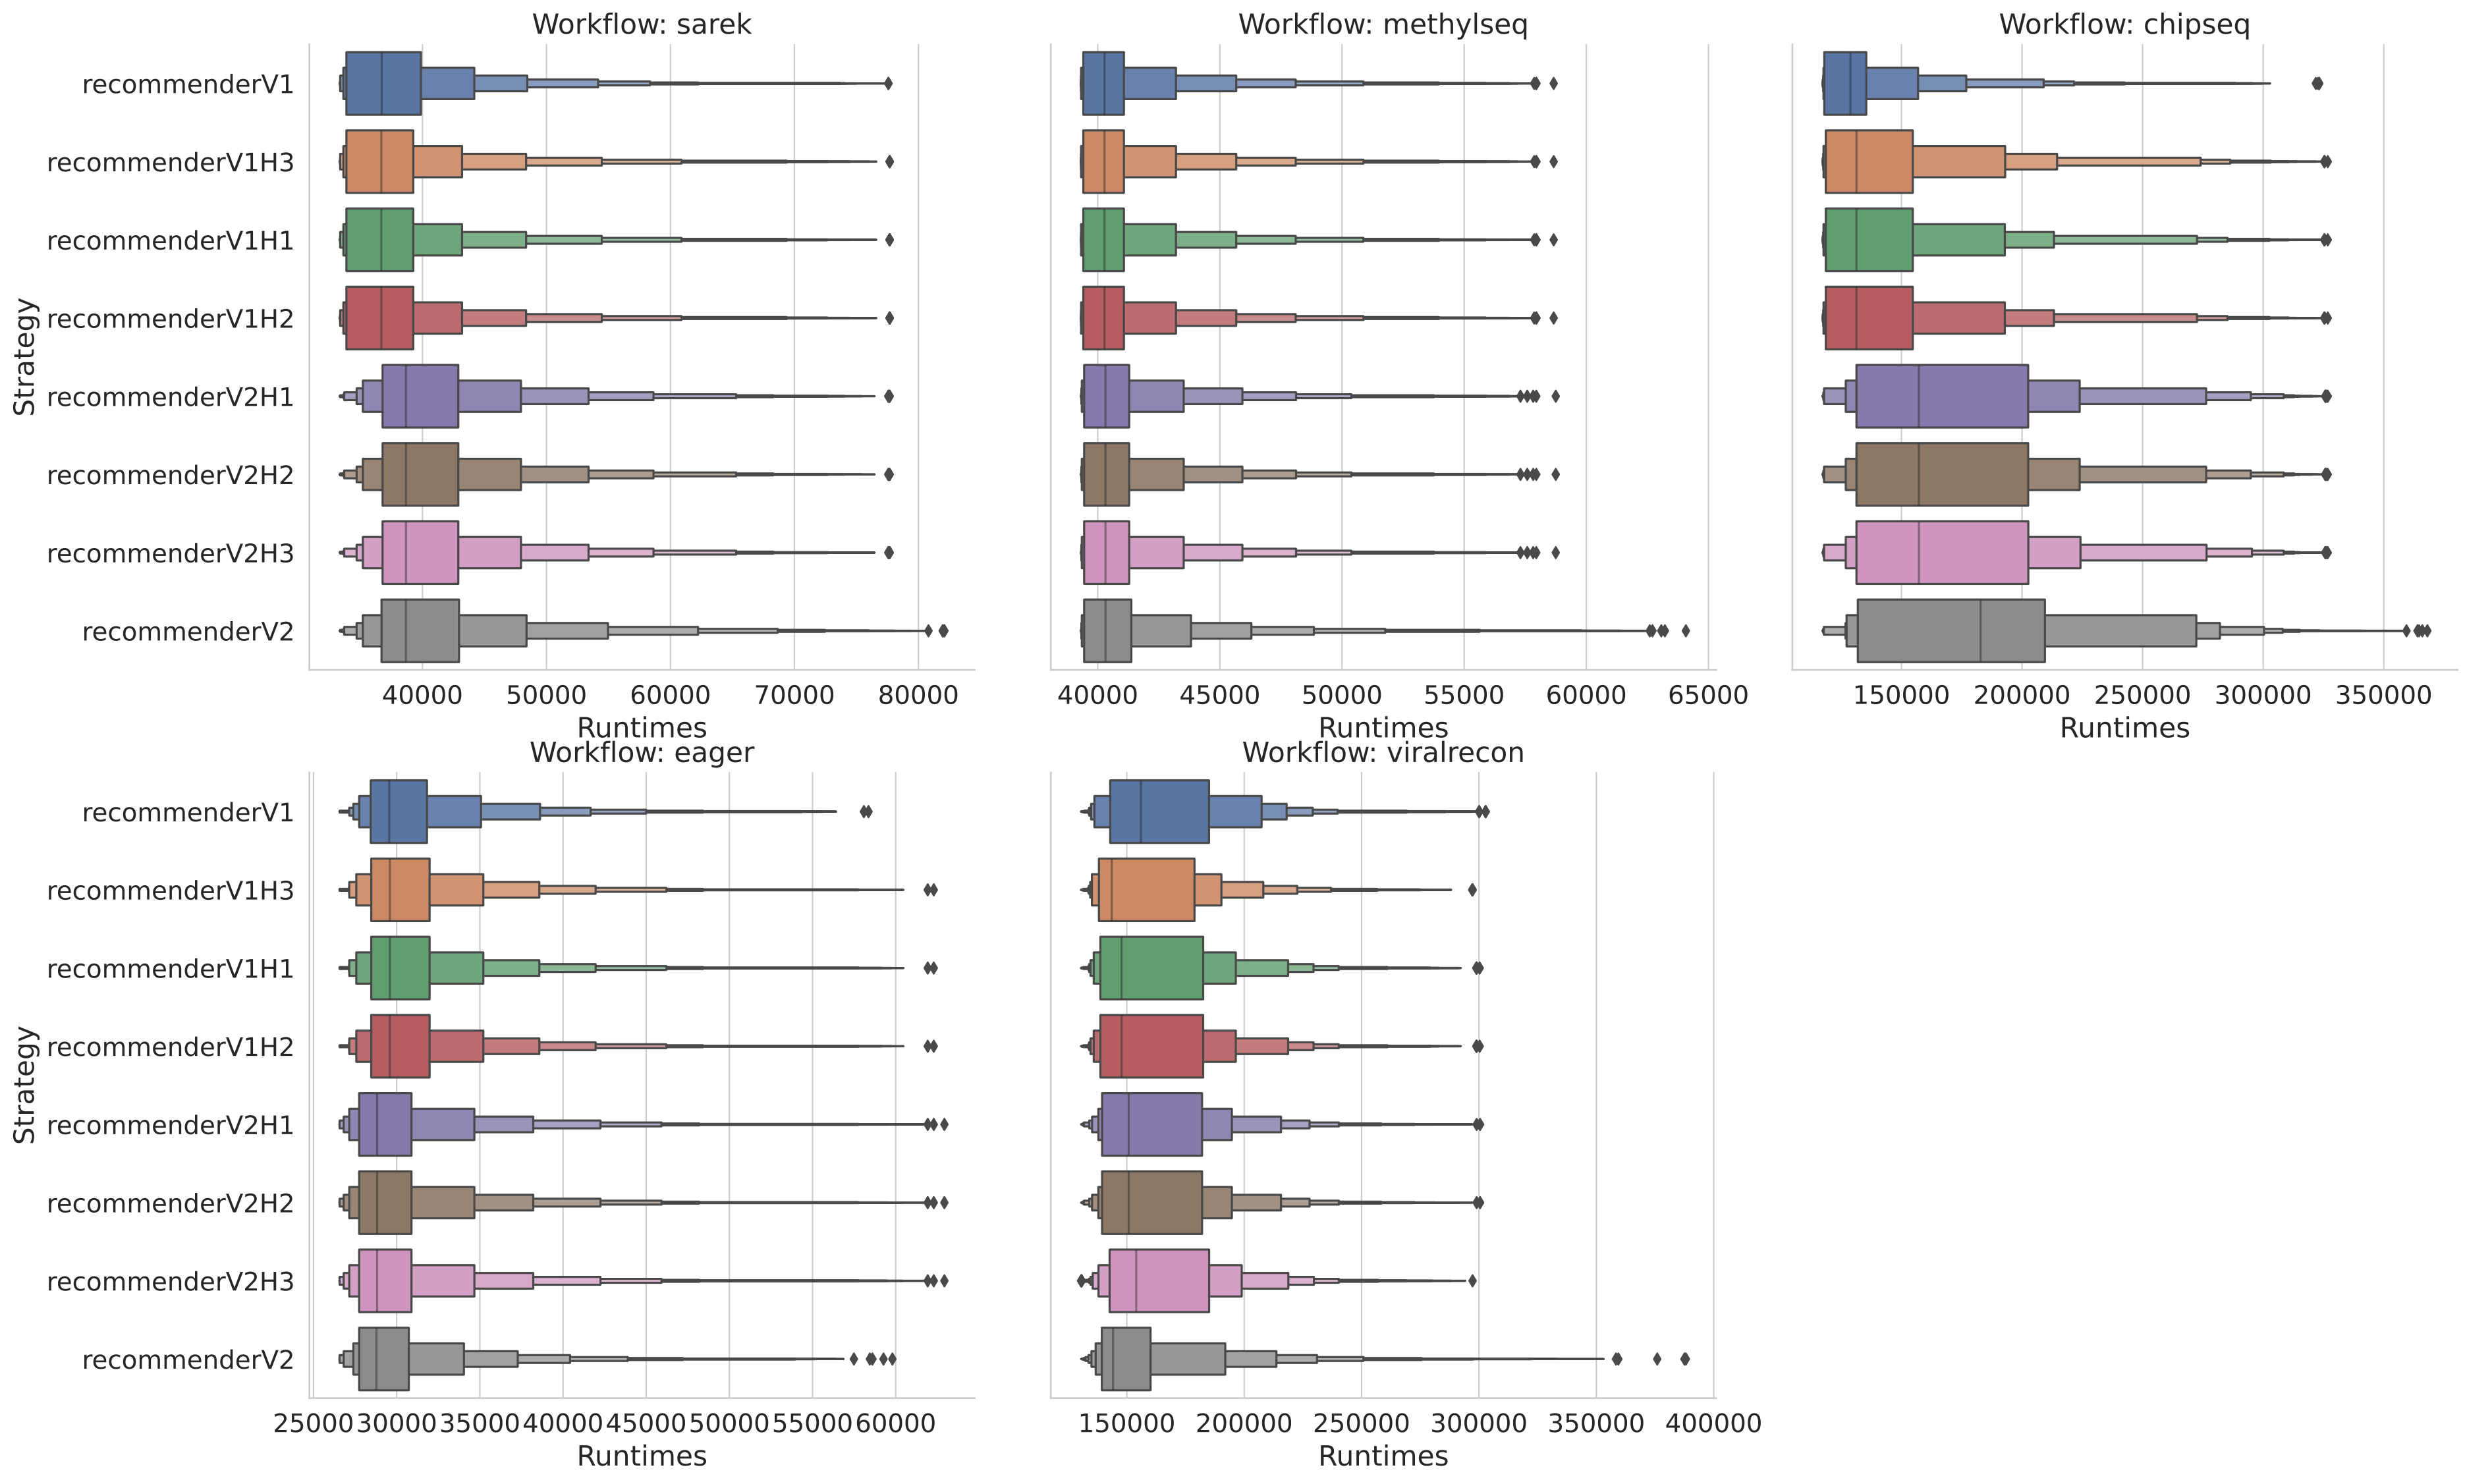 Workflow: sarek
Workflow: methylseq
Workflow: chipseq
Strategy
recommenderV1
recommenderV1H3
recommenderV1H1
recommenderV1H2
recommenderV2H1
recommenderV2H2
recommenderV2H3
recommenderV2
40000 50000 60000 70000 80000
40000 45000 50000 55000 60000 65000
150000 200000 250000 300000 350000
Runtimes
Runtimes
Runtimes
Workflow: eager
Workflow: viralrecon
Strategy
recommenderV1
recommenderV1H3
recommenderV1H1
recommenderV1H2
recommenderV2H1
recommenderV2H2
recommenderV2H3
recommenderV2
25000 30000 35000 40000 45000 50000 55000 60000
150000 200000 250000 300000 350000 400000
Runtimes
Runtimes